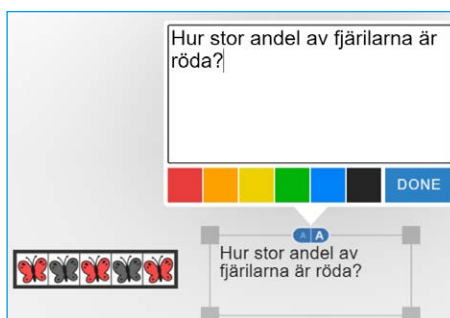 Hur stor andel av fjärilarna är
röda?
DONE
A A
Hur stor andel av
fjärilarna är röda?